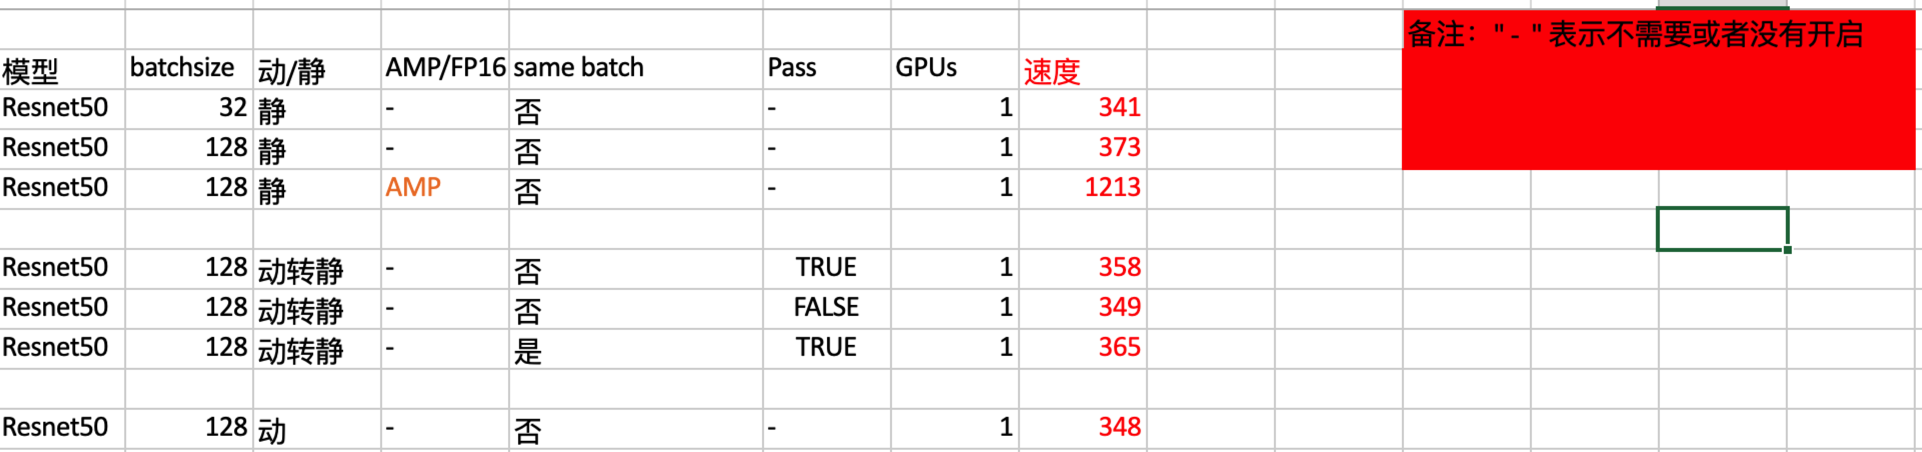 备注："-"表示不需要或者没有开启
模型 batchsize 动/静 AMP/FP16 same batch Pass GPUs 速度
Resnet50 32 静 - 否 - 1 341
Resnet50 128 静 - 否 - 1 373
Resnet50 128 静 AMP 否 - 1 1213
Resnet50 128 动转静 - 否 TRUE 1 358
Resnet50 128 动转静 - 否 FALSE 1 349
Resnet50 128 动转静 - 是 TRUE 1 365
Resnet50 128 动 - 否 - 1 348